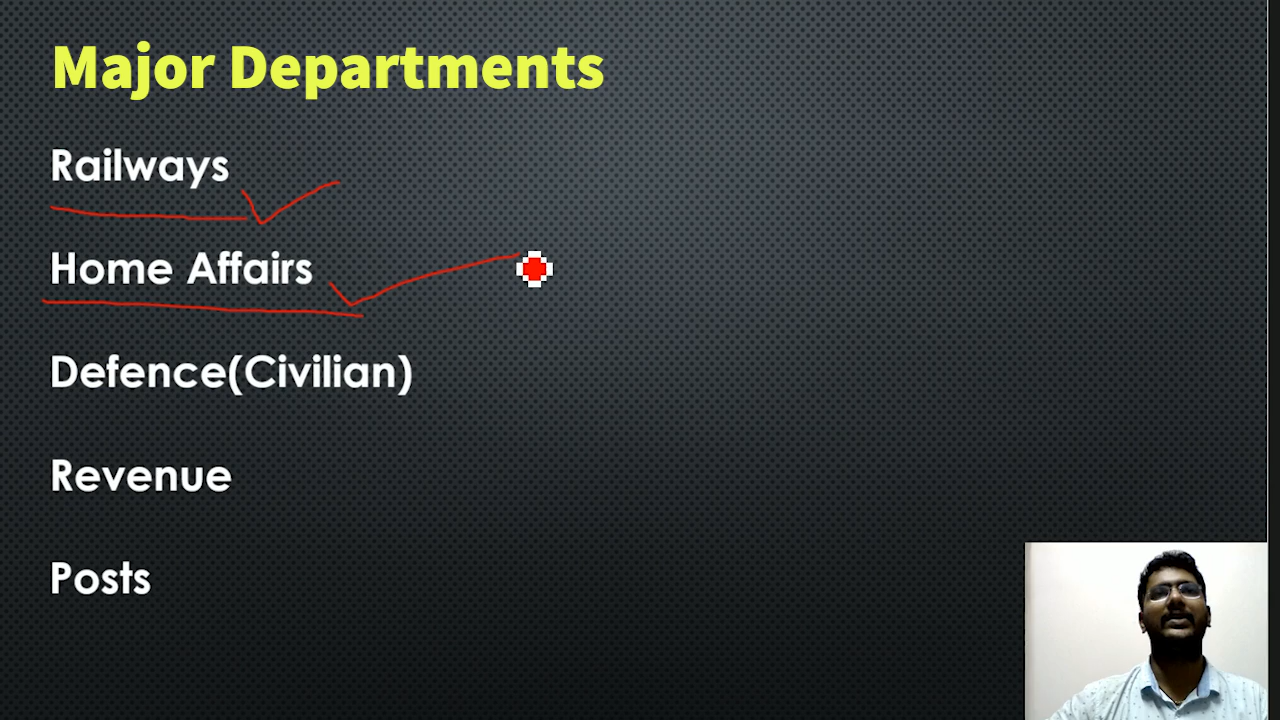 Major Departments
Railways
Home Affairs
Defence(Civilian)
Revenue
Posts